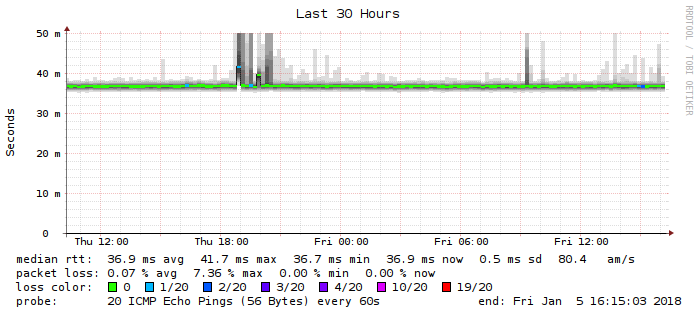 Last 30 Hours
RRDTOOL / TOBI OETIKER
Seconds
50 m
40 m
30 m
20 m
10 m
0
Thu 12:00 Thu 18:00 Fri 00:00 Fri 06:00 Fri 12:00
median rtt: 36.9 ms avg 41.7 ms max 36.7 ms min 36.9 ms now 0.5 ms sd 80.4 am/s
packet loss: 0.07 % avg 7.36 % max 0.00 % min 0.00 % now
loss color: 0 1/20 2/20 3/20 4/20 10/20 19/20
probe: 20 ICMP Echo Pings (56 Bytes) every 60s end: Fri Jan 5 16:15:03 2018